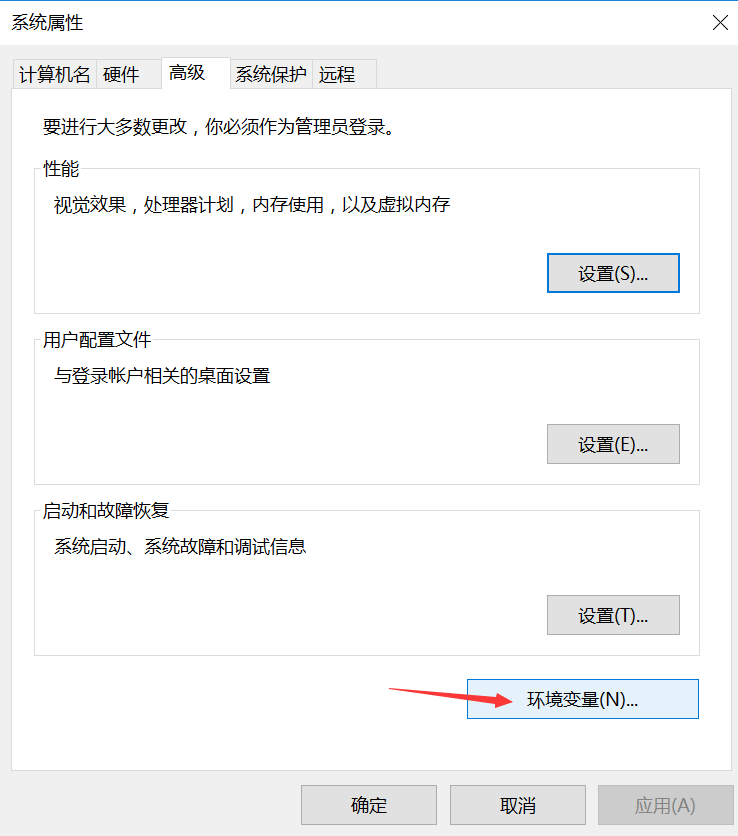 系统属性
计算机名 硬件 高级 系统保护 远程
要进行大多数更改，你必须作为管理员登录。
性能
视觉效果，处理器计划，内存使用，以及虚拟内存
设置(S)...
用户配置文件
与登录帐户相关的桌面设置
设置(E)...
启动和故障恢复
系统启动、系统故障和调试信息
设置(T)...
环境变量(N)...
确定 取消 应用(A)